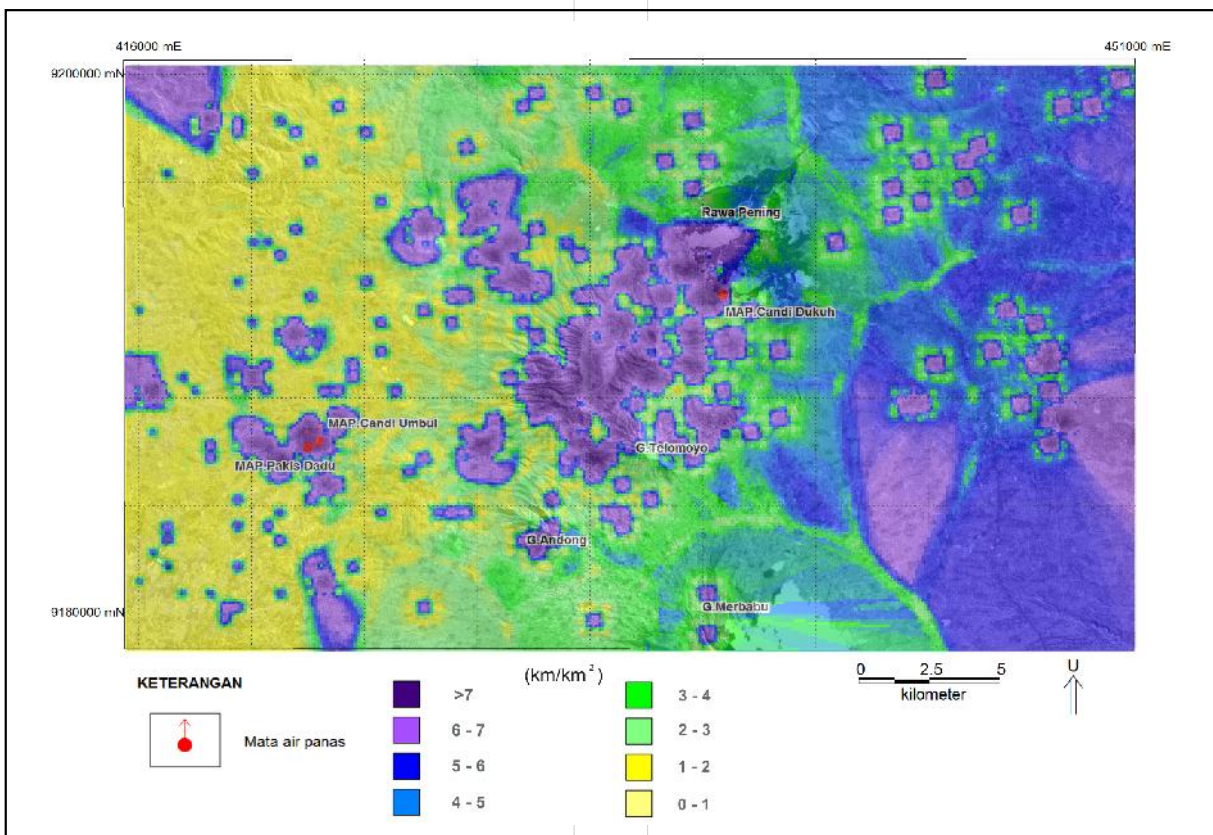 416000 mE
451000 mE
9200000 mN
Rawa Pening
MAP.Candi Dukuh
MAP.Candi Umbul
G.Telomoyo
MAP.Pakis Dadu
G.Andong
9180000 mN
G.Merbabu
KETERANGAN
Mata air panas
(km/km²)
>7
6 - 7
5 - 6
4 - 5
3 - 4
2 - 3
1 - 2
0 - 1
0 2.5 5
kilometer
U